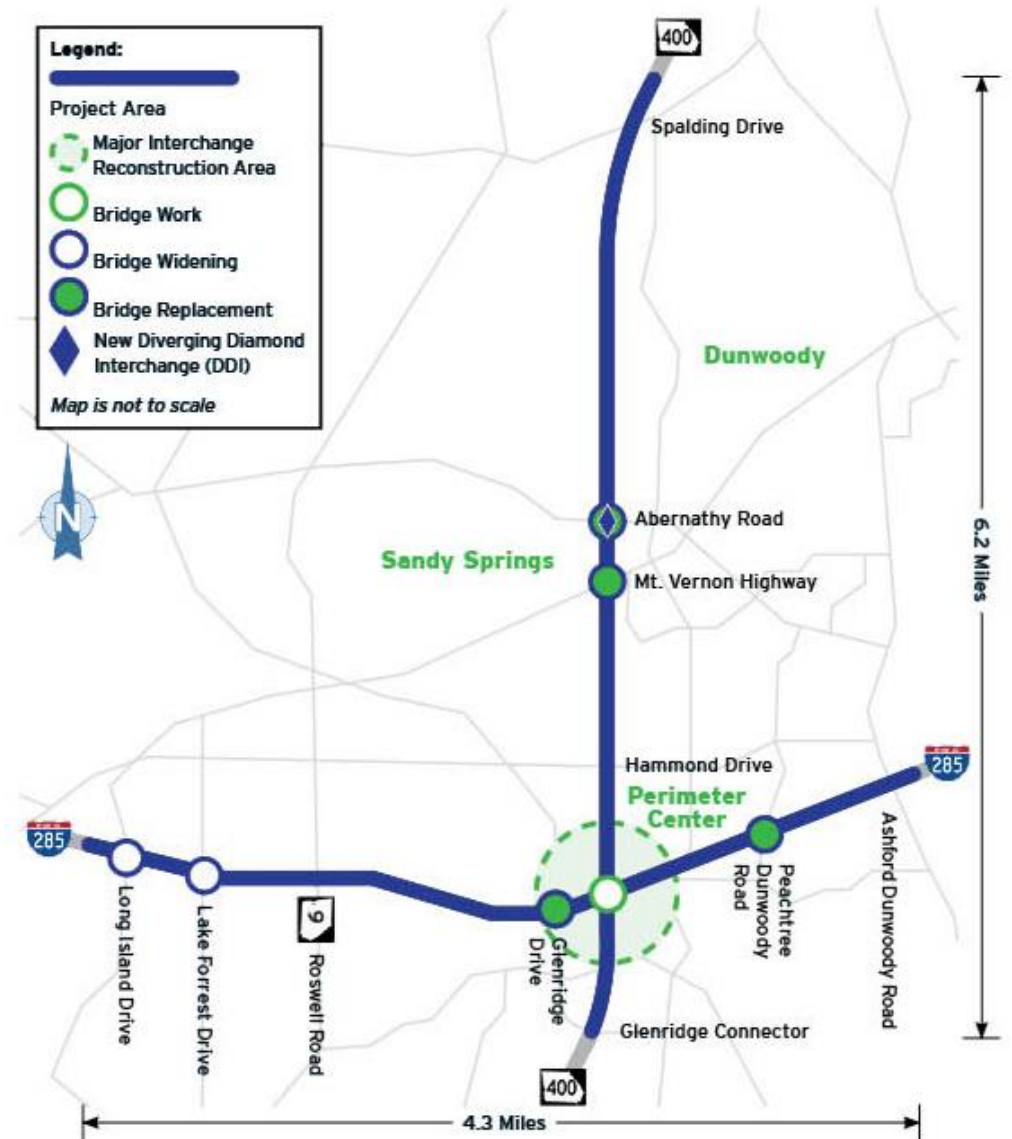 Legend:
Project Area
Major Interchange
Reconstruction Area
Bridge Work
Bridge Widening
Bridge Replacement
New Diverging Diamond
Interchange (DDI)
Map is not to scale
N
400
Spalding Drive
Dunwoody
Abernathy Road
Sandy Springs
Mt. Vernon Highway
6.2 Miles
Hammond Drive
Perimeter
Center
285
285
Long Island Drive
Lake Forrest Drive
9
Roswell Road
Glenridge
Drive
Peachtree
Dunwoody
Road
Ashford Dunwoody Road
Glenridge Connector
400
4.3 Miles